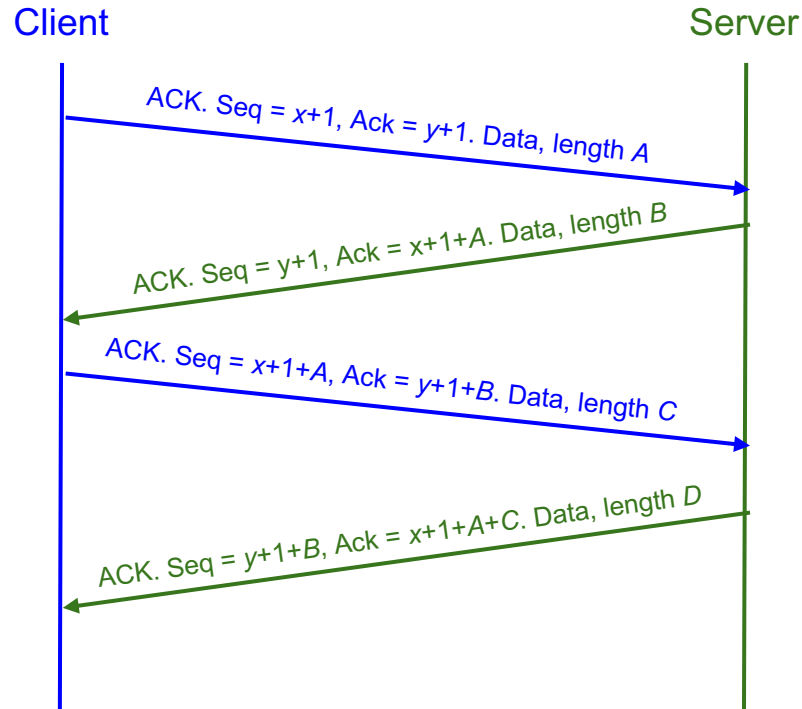 Client
Server
ACK. Seq = x+1, Ack = y+1. Data, length A
ACK. Seq = y+1, Ack = x+1+A. Data, length B
ACK. Seq = x+1+A, Ack = y+1+B. Data, length C
ACK. Seq = y+1+B, Ack = x+1+A+C. Data, length D